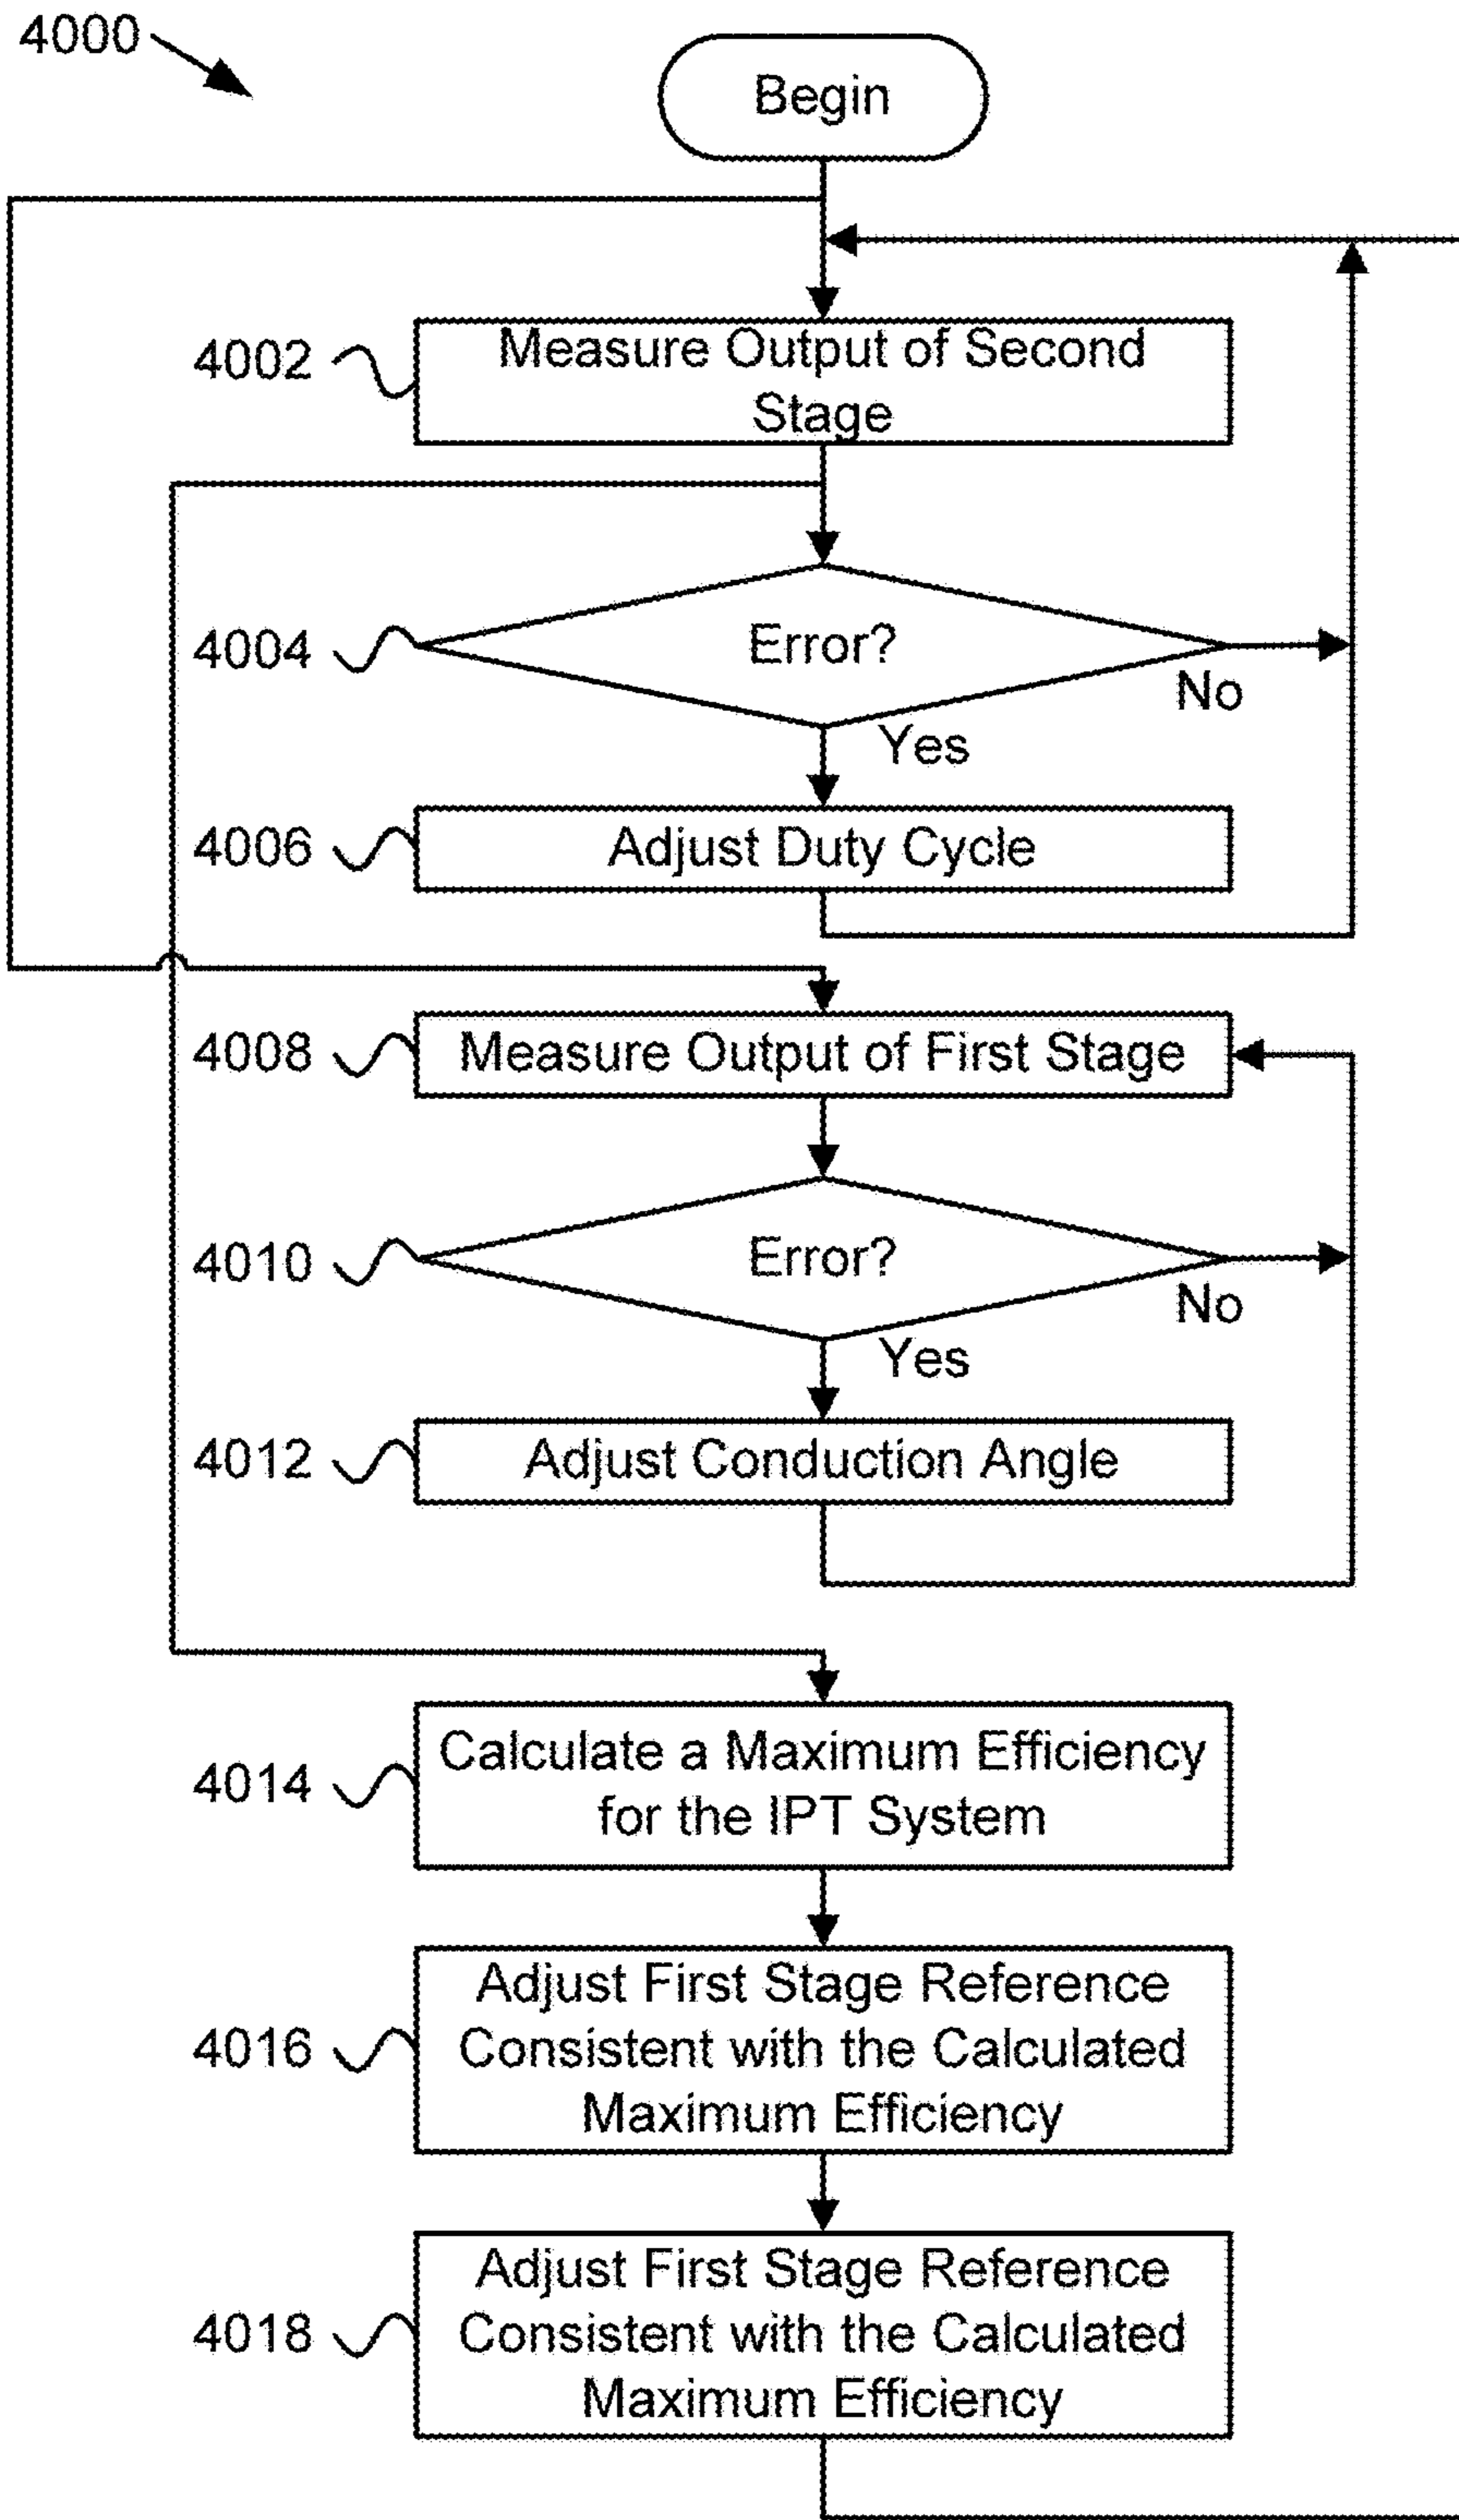 4000
Begin
4002
Measure Output of Second
Stage
4004
Error?
No
Yes
4006
Adjust Duty Cycle
4008
Measure Output of First Stage
4010
Error?
No
Yes
4012
Adjust Conduction Angle
4014
Calculate a Maximum Efficiency
for the IPT System
4016
Adjust First Stage Reference
Consistent with the Calculated
Maximum Efficiency
4018
Adjust First Stage Reference
Consistent with the Calculated
Maximum Efficiency